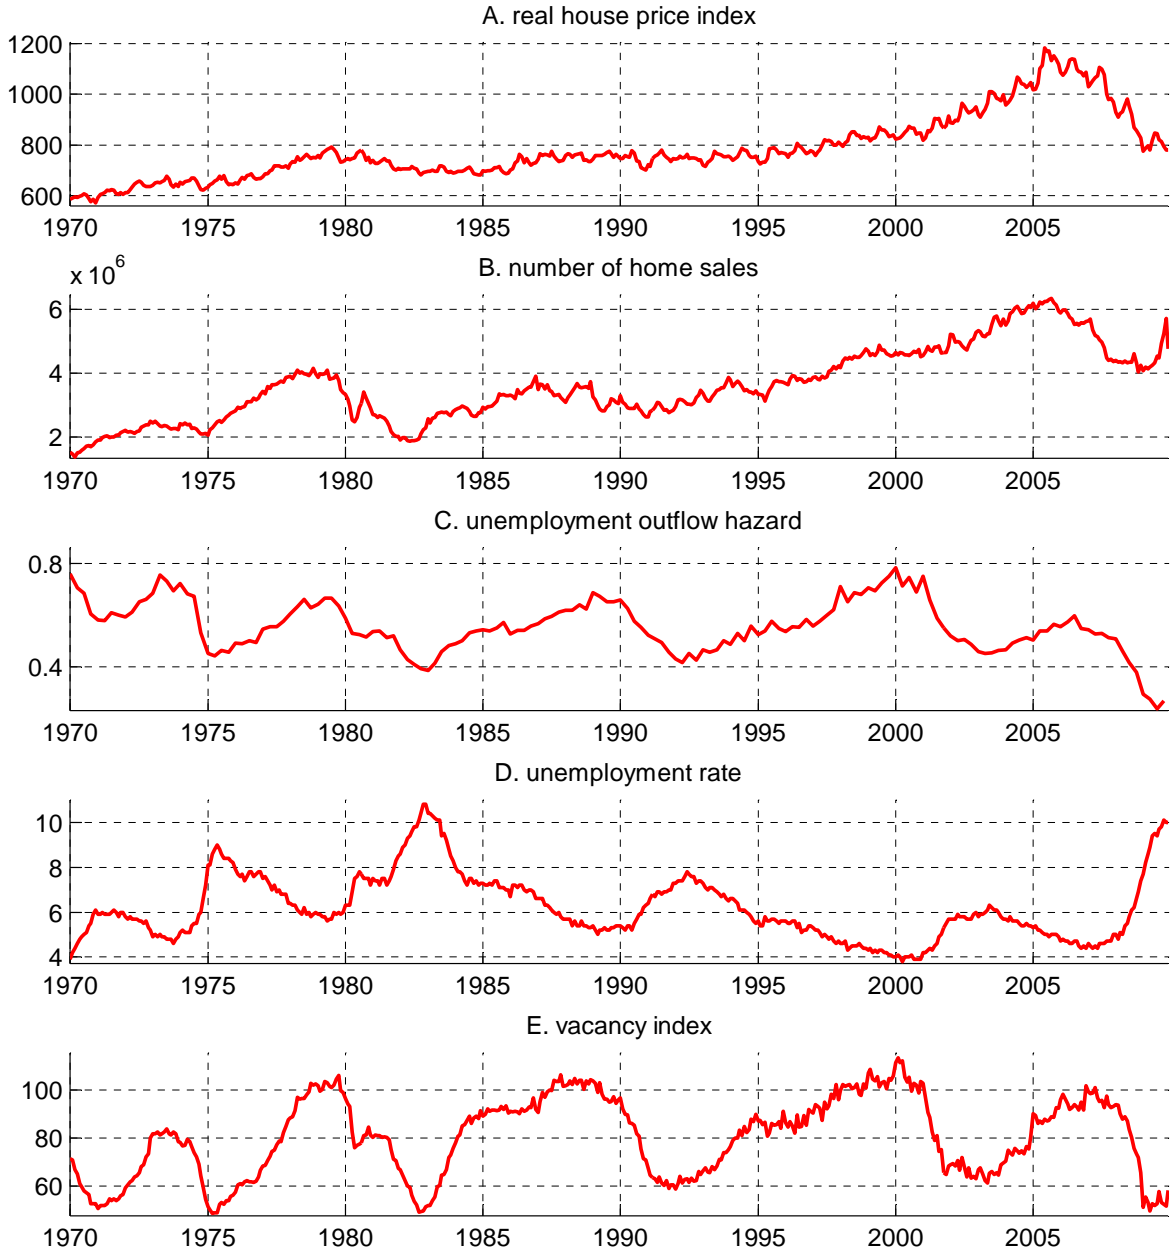 A. real house price index
1200
1000
800
600
1970 1975 1980 1985 1990 1995 2000 2005
x 10^6
B. number of home sales
6
4
2
1970 1975 1980 1985 1990 1995 2000 2005
C. unemployment outflow hazard
0.8
0.4
1970 1975 1980 1985 1990 1995 2000 2005
D. unemployment rate
10
8
6
4
1970 1975 1980 1985 1990 1995 2000 2005
E. vacancy index
100
80
60
1970 1975 1980 1985 1990 1995 2000 2005